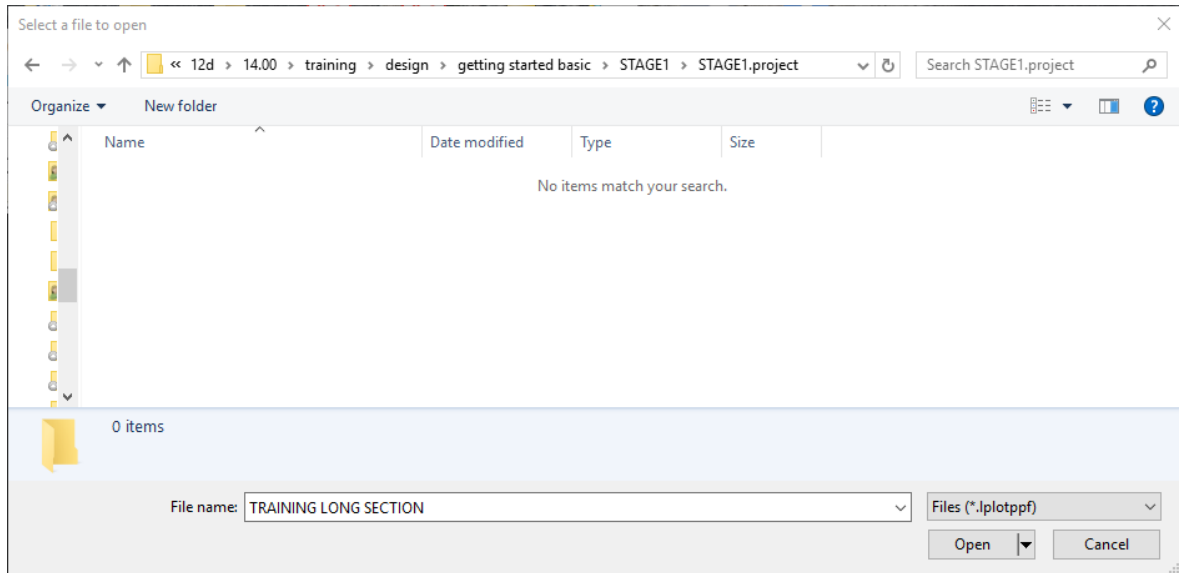 Select a file to open
« 12d › 14.00 › training › design › getting started basic › STAGE1 › STAGE1.project
Search STAGE1.project
Organize
New folder
Name
Date modified
Type
Size
No items match your search.
0 items
File name:
TRAINING LONG SECTION
Files (*.lplotppf)
Open
Cancel